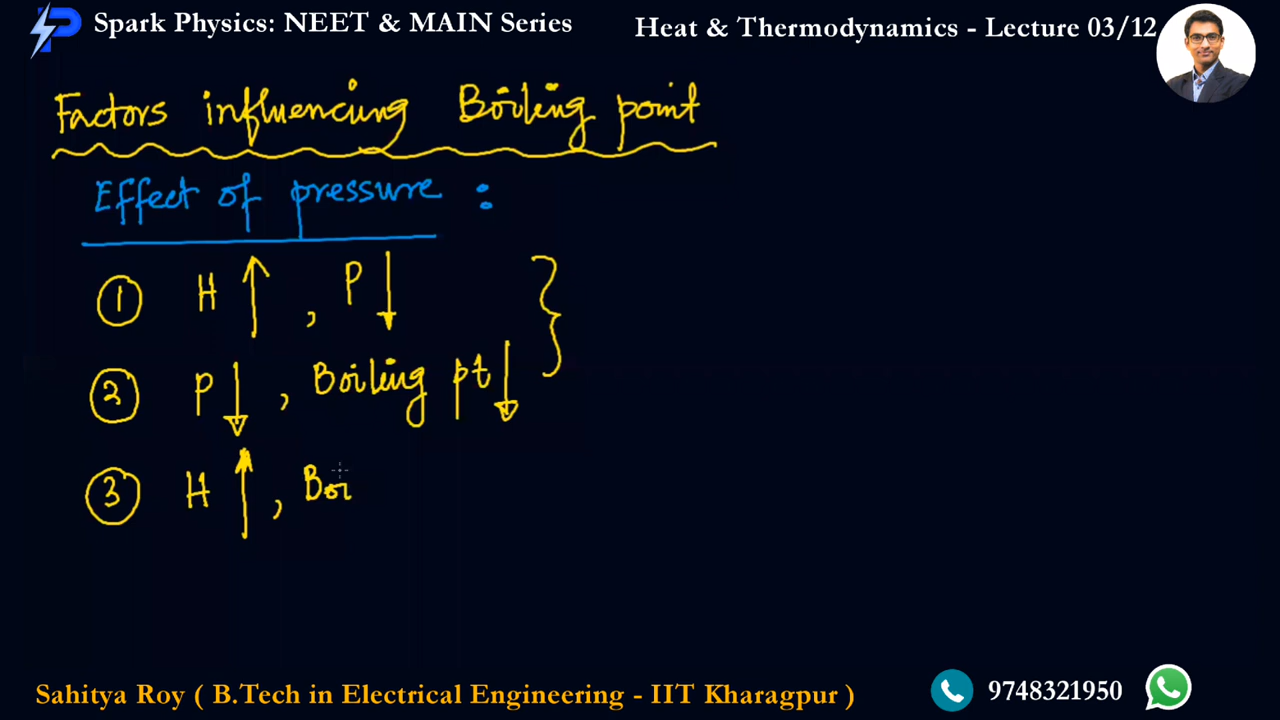 Spark Physics: NEET & MAIN Series
Heat & Thermodynamics - Lecture 03/12
Factors influencing Boiling point
Effect of pressure :
① H ↑ , P ↓
② P ↓ , Boiling pt ↓
③ H ↑ , Boi
Sahitya Roy ( B.Tech in Electrical Engineering - IIT Kharagpur )
9748321950